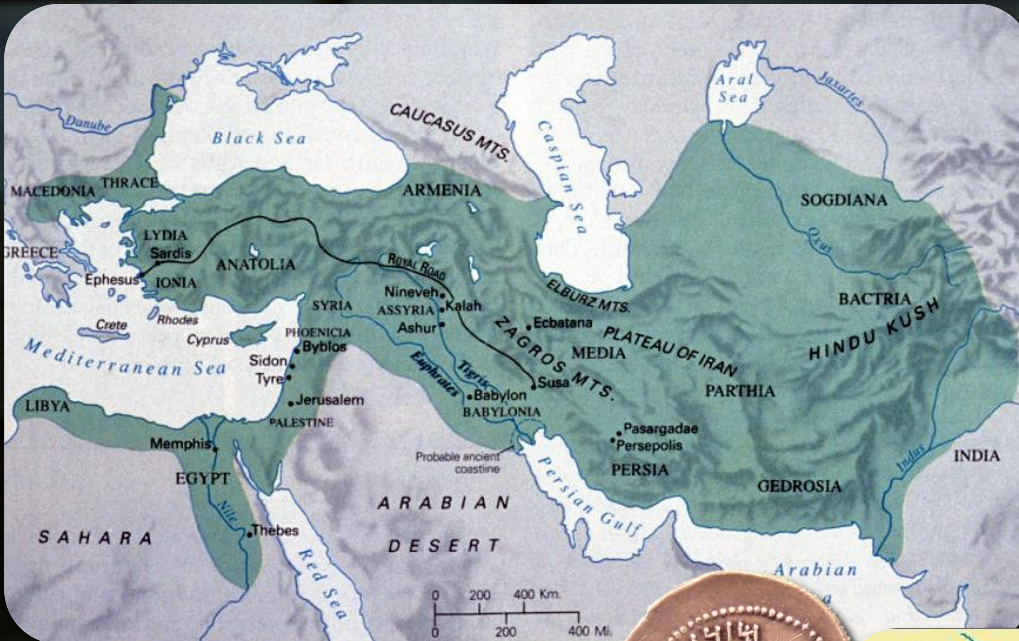 Aral
Sea
Jaxartes
Danube
Black Sea
CAUCASUS MTS.
Caspian Sea
MACEDONIA
THRACE
ARMENIA
SOGDIANA
GREECE
LYDIA
Sardis
Ephesus
IONIA
ANATOLIA
ROYAL ROAD
Oxus
Nineveh
Kalah
ASSYRIA
Ashur
ELBURZ MTS.
BACTRIA
HINDU KUSH
Crete
Rhodes
Cyprus
SYRIA
PHOENICIA
Byblos
Sidon
Tyre
Ecbatana
ZAGROS MTS.
MEDIA
PLATEAU OF IRAN
PARTHIA
Mediterranean Sea
Euphrates
Tigris
Susa
Babylon
BABYLONIA
LIBYA
Jerusalem
PALESTINE
Memphis
EGYPT
Pasargadae
Persepolis
PERSIA
Probable ancient
coastline
Persian Gulf
GEDROSIA
Indus
INDIA
Nile
Thebes
SAHARA
ARABIAN
DESERT
Red Sea
Arabian
0 200 400 Km.
0 200 400 Mi.